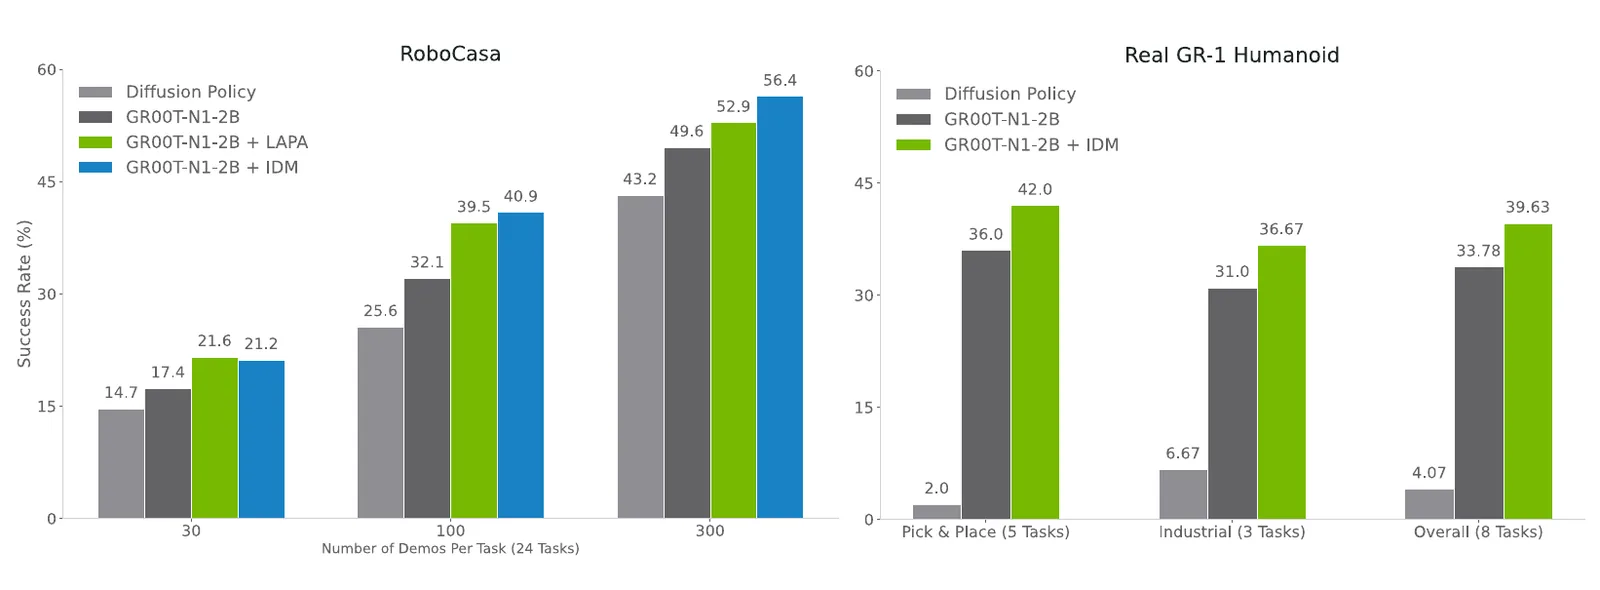 RoboCasa
60
45
30
15
0
Success Rate (%)
Diffusion Policy
GR00T-N1-2B
GR00T-N1-2B + LAPA
GR00T-N1-2B + IDM
14.7
17.4
21.6
21.2
25.6
32.1
39.5
40.9
43.2
49.6
52.9
56.4
30
100
300
Number of Demos Per Task (24 Tasks)
Real GR-1 Humanoid
60
45
30
15
0
Diffusion Policy
GR00T-N1-2B
GR00T-N1-2B + IDM
2.0
36.0
42.0
6.67
31.0
36.67
4.07
33.78
39.63
Pick & Place (5 Tasks)
Industrial (3 Tasks)
Overall (8 Tasks)